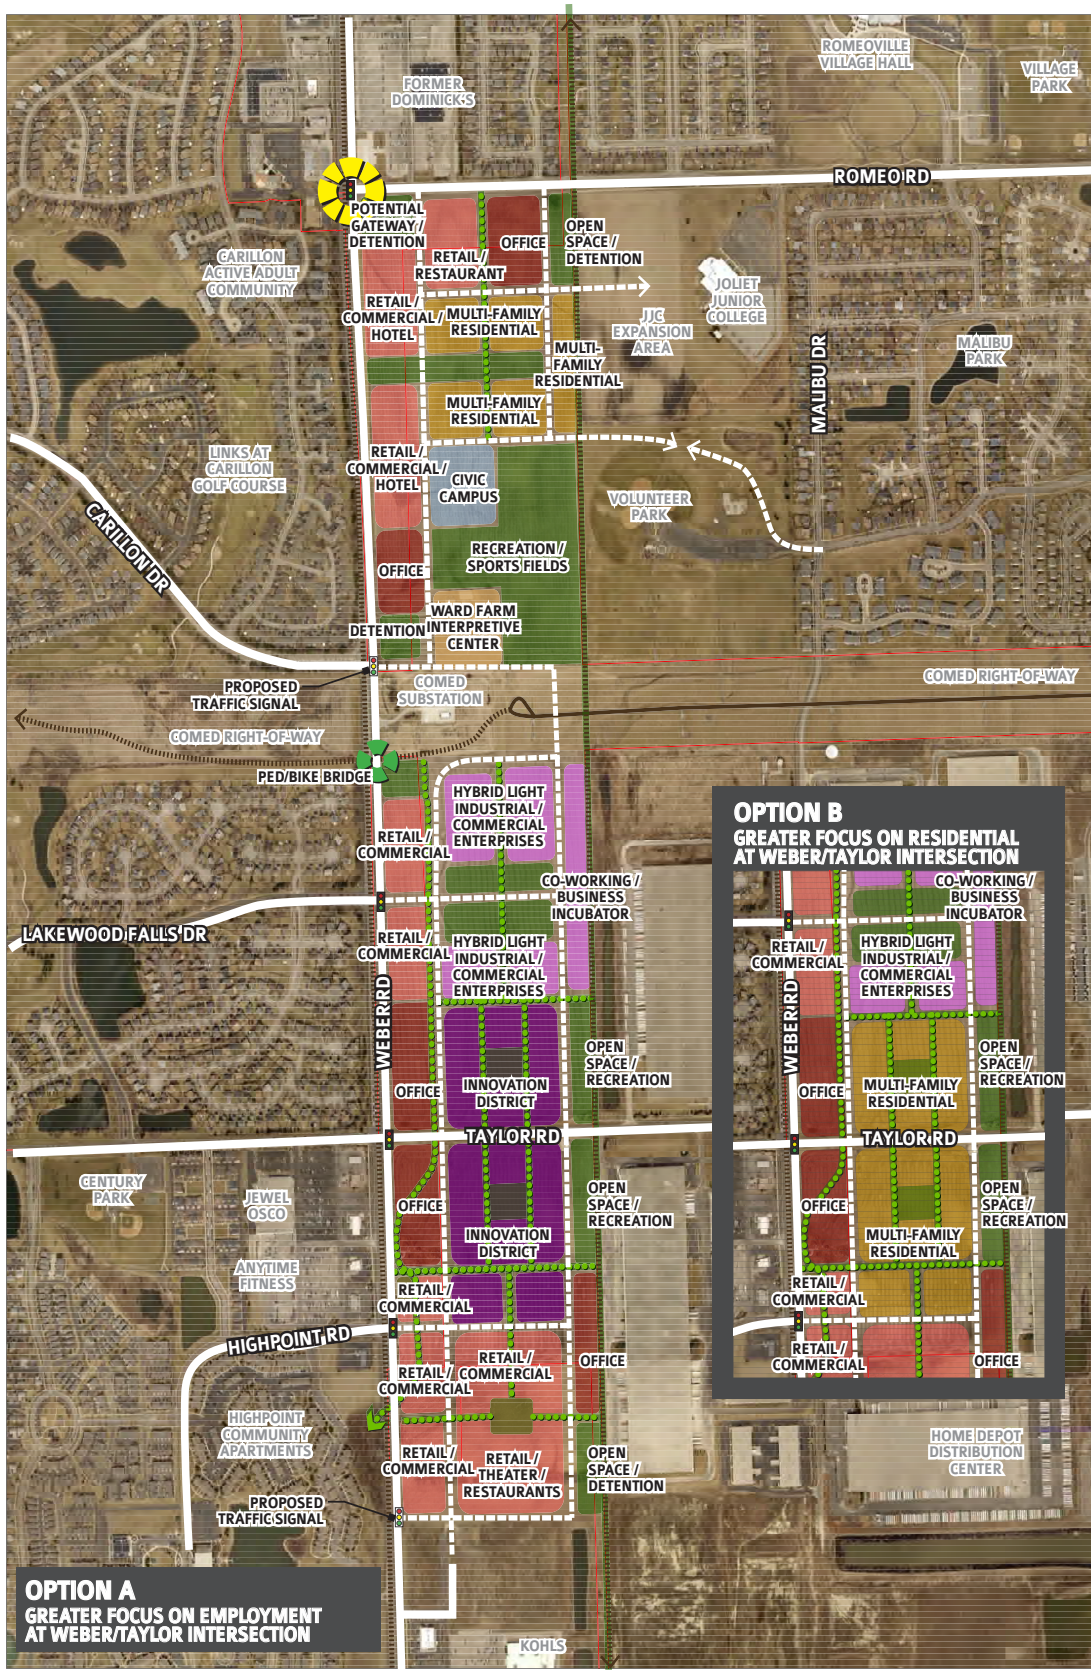 ROMEOVILLE
VILLAGE HALL
VILLAGE
PARK
FORMER
DOMINICK'S
ROMEO RD
POTENTIAL
GATEWAY /
DETENTION
OFFICE
OPEN
SPACE /
DETENTION
RETAIL /
RESTAURANT
CARILLON
ACTIVE ADULT
COMMUNITY
JOLIET
JUNIOR
COLLEGE
RETAIL /
COMMERCIAL /
HOTEL
MULTI-FAMILY
RESIDENTIAL
JJC
EXPANSION
AREA
MALIBU
PARK
MALIBU DR
MULTI-
FAMILY
RESIDENTIAL
MULTI-FAMILY
RESIDENTIAL
LINKS AT
CARILLON
GOLF COURSE
RETAIL /
COMMERCIAL /
HOTEL
CIVIC
CAMPUS
VOLUNTEER
PARK
CARILLON DR
RECREATION /
SPORTS FIELDS
OFFICE
WARD FARM
INTERPRETIVE
CENTER
DETENTION
PROPOSED
TRAFFIC SIGNAL
COMED
SUBSTATION
COMED RIGHT-OF-WAY
COMED RIGHT-OF-WAY
PED/BIKE BRIDGE
HYBRID LIGHT
INDUSTRIAL /
COMMERCIAL
ENTERPRISES
RETAIL /
COMMERCIAL
CO-WORKING /
BUSINESS
INCUBATOR
LAKEWOOD FALLS DR
RETAIL /
COMMERCIAL
HYBRID LIGHT
INDUSTRIAL /
COMMERCIAL
ENTERPRISES
WEBER RD
OFFICE
INNOVATION
DISTRICT
OPEN
SPACE /
RECREATION
TAYLOR RD
CENTURY
PARK
JEWEL
OSCO
OFFICE
INNOVATION
DISTRICT
OPEN
SPACE /
RECREATION
ANYTIME
FITNESS
RETAIL /
COMMERCIAL
HIGHPOINT RD
RETAIL /
COMMERCIAL
RETAIL /
COMMERCIAL
OFFICE
HIGHPOINT
COMMUNITY
APARTMENTS
RETAIL /
COMMERCIAL
RETAIL /
THEATER /
RESTAURANTS
OPEN
SPACE /
DETENTION
PROPOSED
TRAFFIC SIGNAL
HOME DEPOT
DISTRIBUTION
CENTER
KOHLS
OPTION A
GREATER FOCUS ON EMPLOYMENT
AT WEBER/TAYLOR INTERSECTION
OPTION B
GREATER FOCUS ON RESIDENTIAL
AT WEBER/TAYLOR INTERSECTION
CO-WORKING /
BUSINESS
INCUBATOR
RETAIL /
COMMERCIAL
HYBRID LIGHT
INDUSTRIAL /
COMMERCIAL
ENTERPRISES
WEBER RD
OFFICE
MULTI-FAMILY
RESIDENTIAL
OPEN
SPACE /
RECREATION
TAYLOR RD
OFFICE
MULTI-FAMILY
RESIDENTIAL
OPEN
SPACE /
RECREATION
RETAIL /
COMMERCIAL
RETAIL /
COMMERCIAL
OFFICE